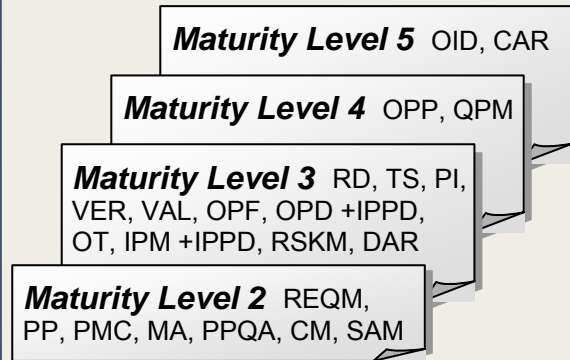 Maturity Level 5 OID, CAR
Maturity Level 4 OPP, QPM
Maturity Level 3 RD, TS, PI,
VER, VAL, OPF, OPD +IPPD,
OT, IPM +IPPD, RSKM, DAR
Maturity Level 2 REQM,
PP, PMC, MA, PPQA, CM, SAM